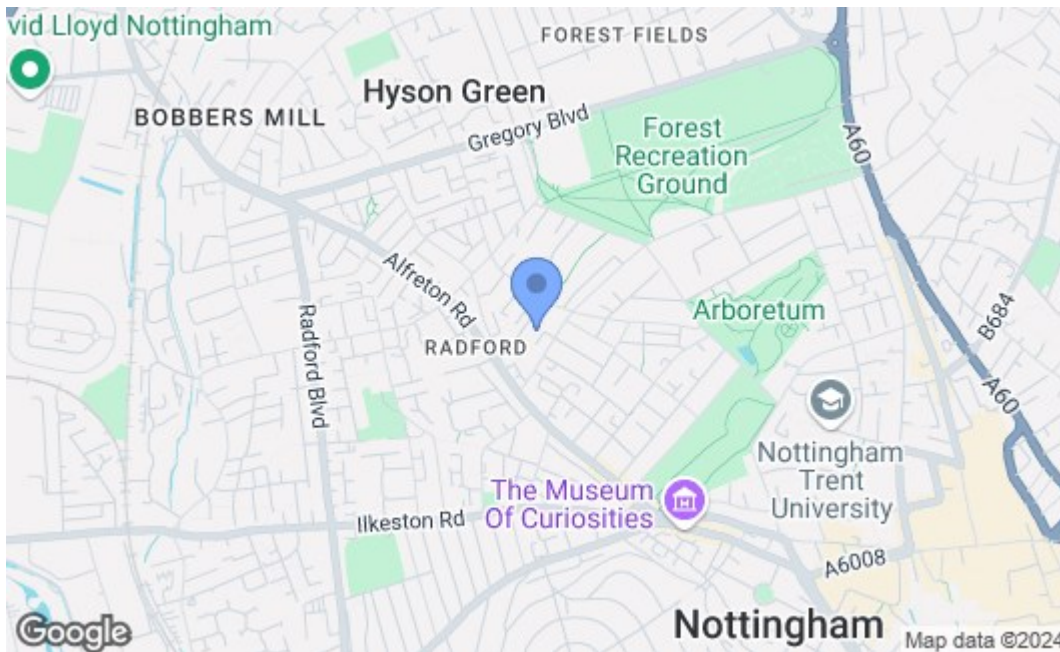 vid Lloyd Nottingham
FOREST FIELDS
Hyson Green
BOBBERS MILL
Gregory Blvd
A60
Forest
Recreation
Ground
Alfreton Rd
Arboretum
B684
RADFORD
Radford Blvd
A60
Nottingham
Trent
University
The Museum
Of Curiosities
Ilkeston Rd
A6008
Nottingham
Google
Map data ©2024